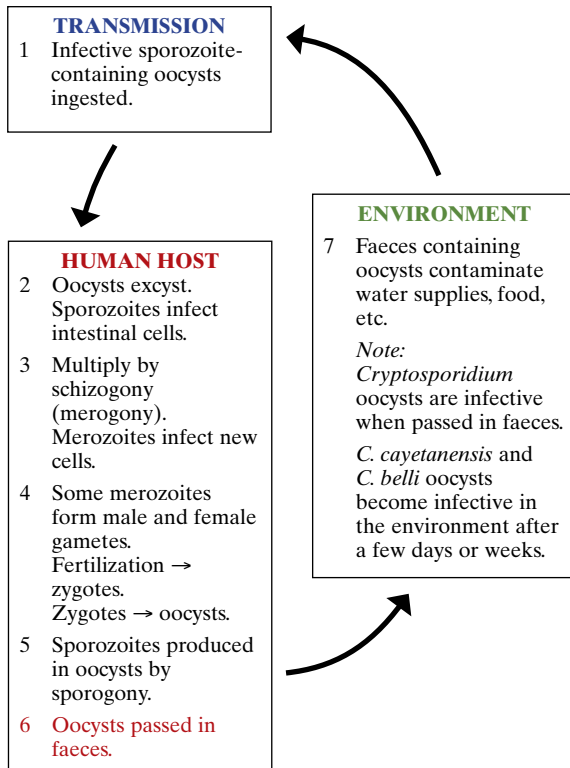 TRANSMISSION
1 Infective sporozoite-
containing oocysts
ingested.
HUMAN HOST
2 Oocysts excyst.
Sporozoites infect
intestinal cells.
3 Multiply by
schizogony
(merogony).
Merozoites infect new
cells.
4 Some merozoites
form male and female
gametes.
Fertilization →
zygotes.
Zygotes → oocysts.
5 Sporozoites produced
in oocysts by
sporogony.
6 Oocysts passed in
faeces.
ENVIRONMENT
7 Faeces containing
oocysts contaminate
water supplies, food,
etc.
Note:
Cryptosporidium
oocysts are infective
when passed in faeces.
C. cayetanensis and
C. belli oocysts
become infective in
the environment after
a few days or weeks.